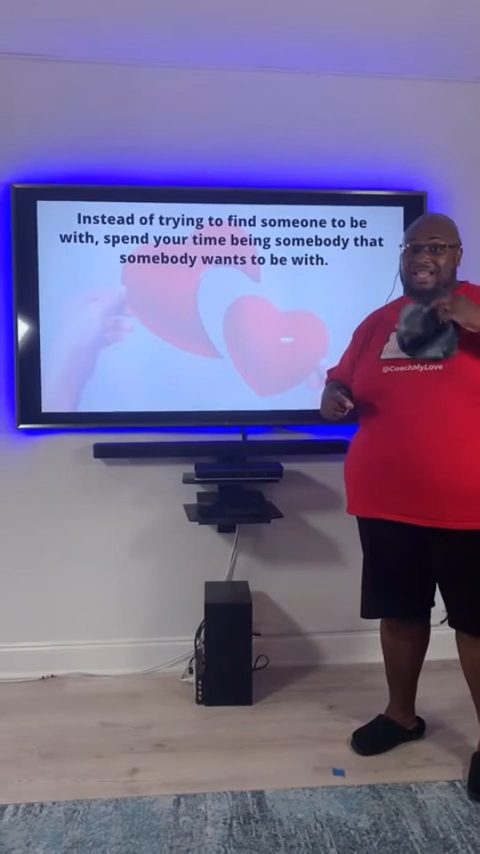 Instead of trying to find someone to be
with, spend your time being somebody that
somebody wants to be with.
@CoachMyLove